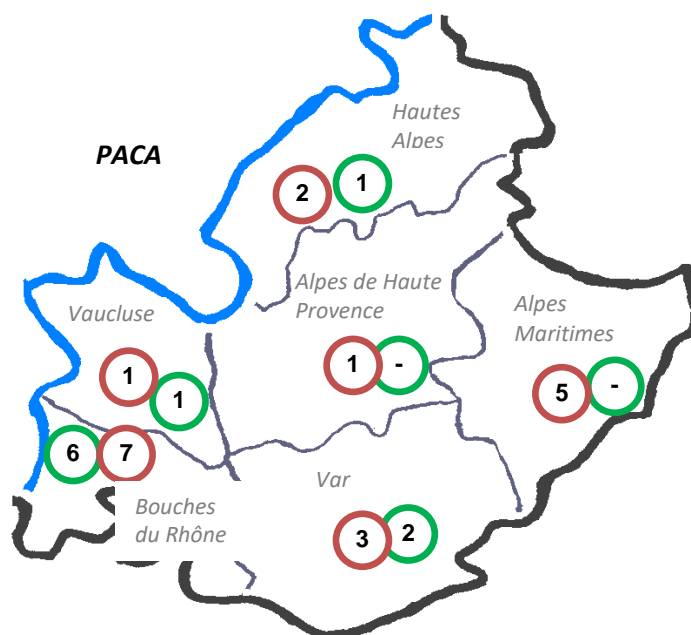 Hautes
Alpes
PACA
2
1
Alpes de Haute
Provence
Alpes
Maritimes
Vaucluse
1
1
1
-
5
-
6
7
Bouches
du Rhône
Var
3
2